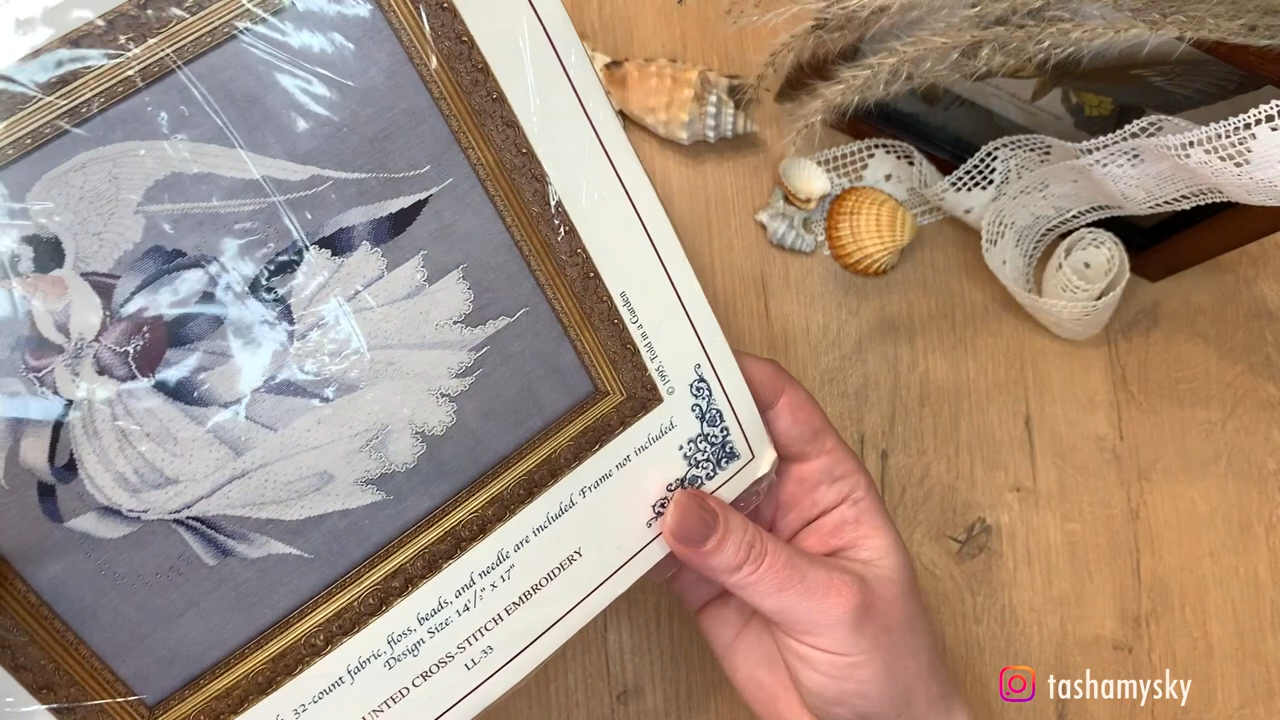 © 1995, Told in a Garden
32-count fabric, floss, beads, and needle are included. Frame not included.
Design Size: 14½" x 17"
UNTED CROSS-STITCH EMBROIDERY
LL-33
tashamysky